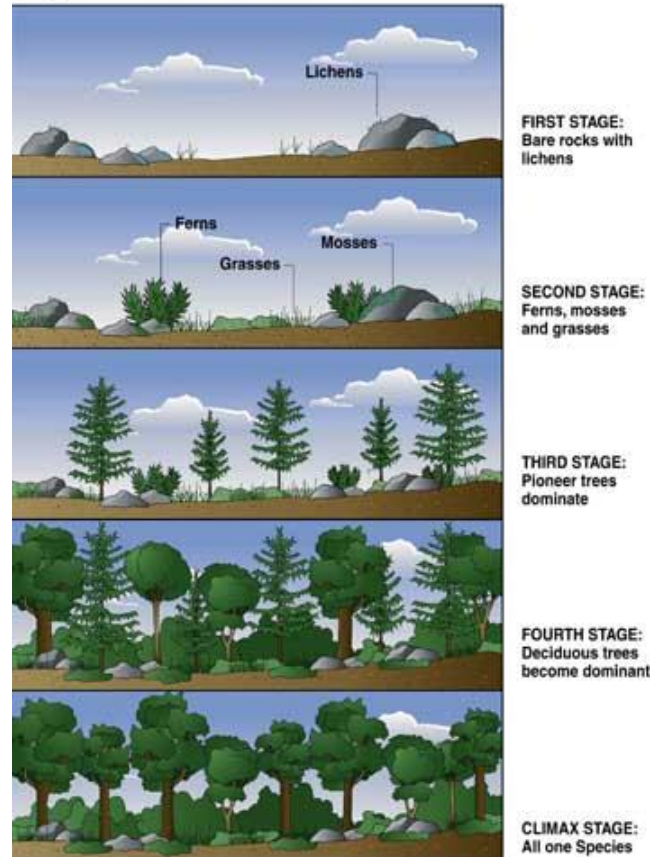 Lichens
FIRST STAGE:
Bare rocks with
lichens
Ferns
Grasses
Mosses
SECOND STAGE:
Ferns, mosses
and grasses
THIRD STAGE:
Pioneer trees
dominate
FOURTH STAGE:
Deciduous trees
become dominant
CLIMAX STAGE:
All one Species